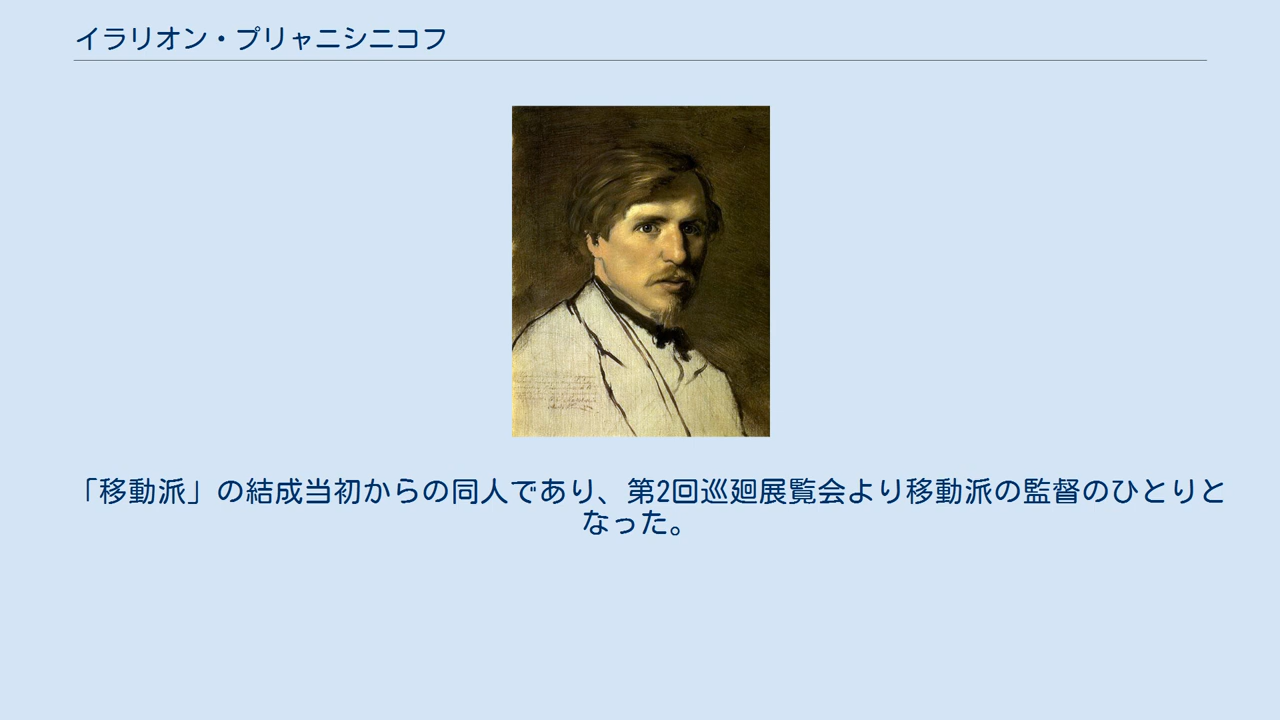 イラリオン・プリャニシニコフ
「移動派」の結成当初からの同人であり、第2回巡廻展覧会より移動派の監督のひとりと
なった。